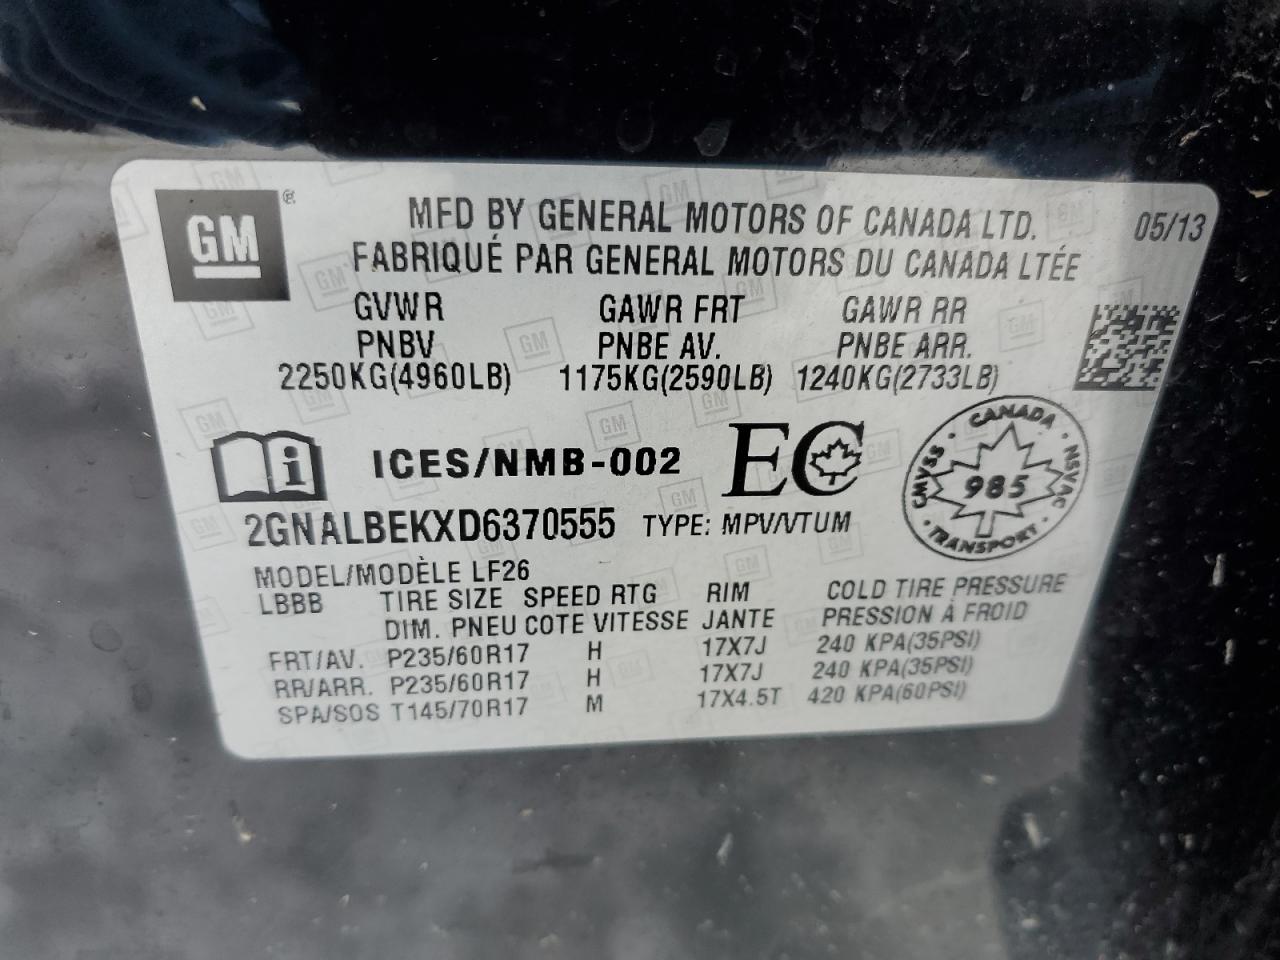 GM ®
MFD BY GENERAL MOTORS OF CANADA LTD. 05/13
FABRIQUÉ PAR GENERAL MOTORS DU CANADA LTÉE
GVWR GAWR FRT GAWR RR
PNBV PNBE AV. PNBE ARR.
2250KG(4960LB) 1175KG(2590LB) 1240KG(2733LB)
i ICES/NMB-002 EC
CANADA
CMVSS 985 NSVAC
TRANSPORT
2GNALBEKXD6370555 TYPE: MPV/VTUM
MODEL/MODÈLE LF26
LBBB TIRE SIZE SPEED RTG RIM COLD TIRE PRESSURE
DIM. PNEU COTE VITESSE JANTE PRESSION À FROID
FRT/AV. P235/60R17 H 17X7J 240 KPA(35PSI)
RR/ARR. P235/60R17 H 17X7J 240 KPA(35PSI)
SPA/SOS T145/70R17 M 17X4.5T 420 KPA(60PSI)